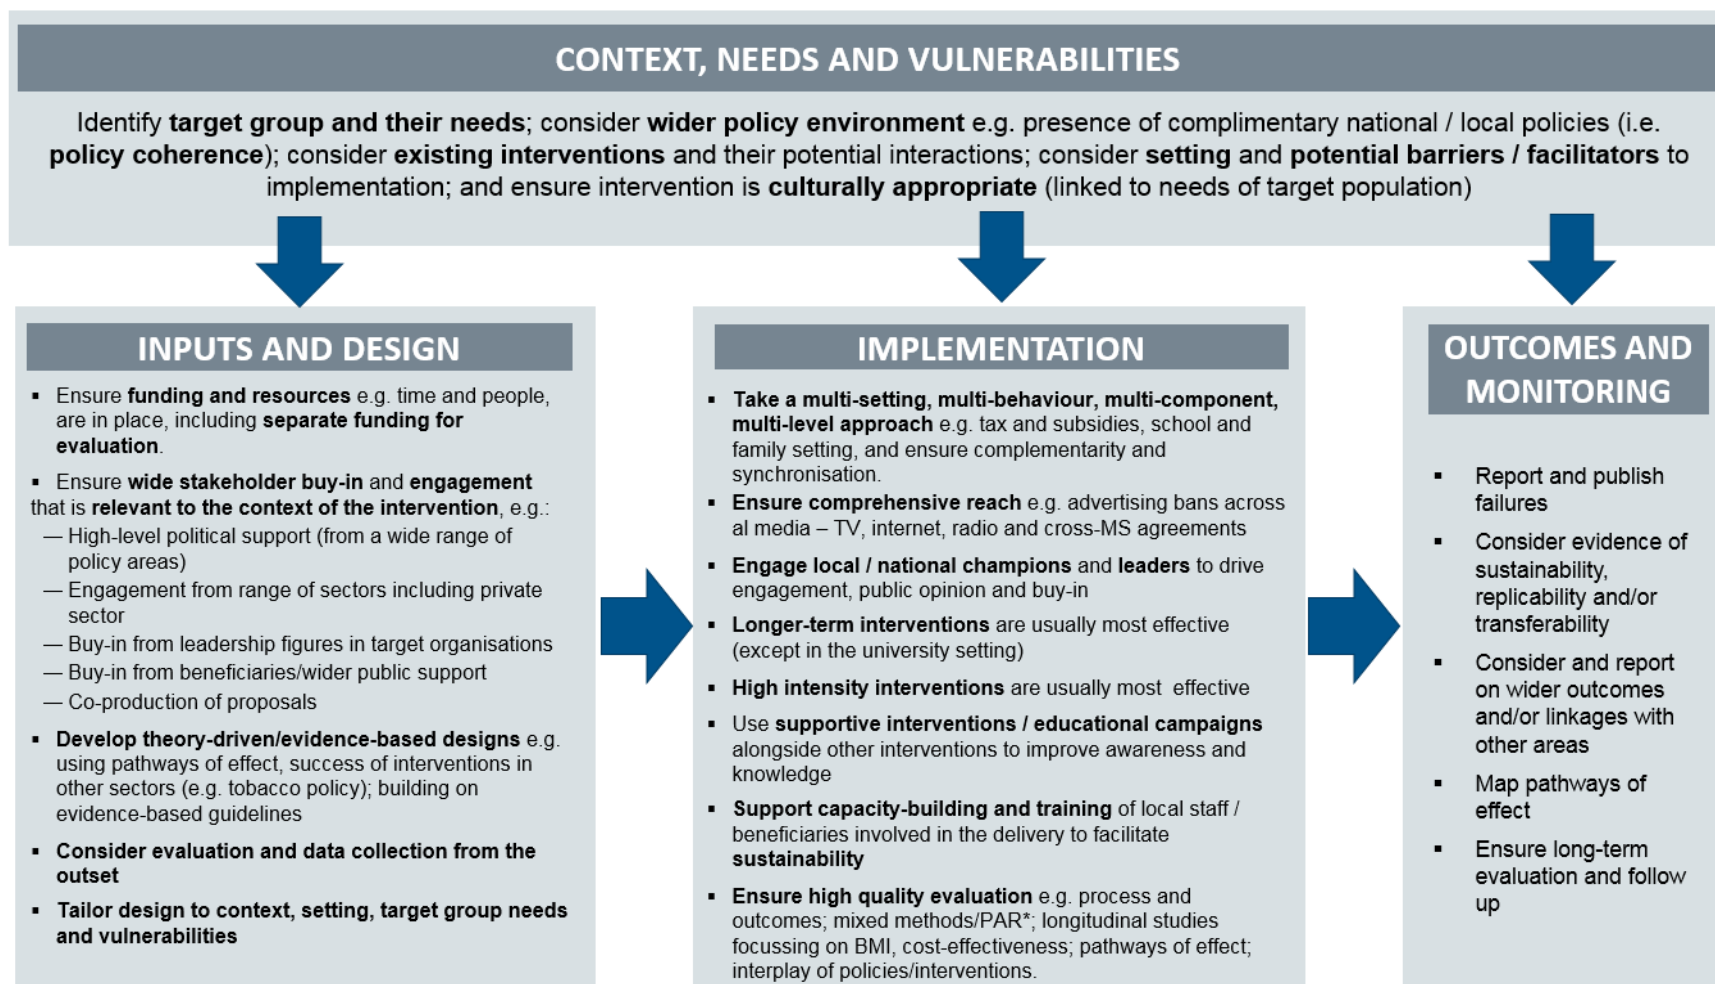 CONTEXT, NEEDS AND VULNERABILITIES
Identify target group and their needs; consider wider policy environment e.g. presence of complimentary national / local policies (i.e.
policy coherence); consider existing interventions and their potential interactions; consider setting and potential barriers / facilitators to
implementation; and ensure intervention is culturally appropriate (linked to needs of target population)
INPUTS AND DESIGN
▪ Ensure funding and resources e.g. time and people,
are in place, including separate funding for
evaluation.
▪ Ensure wide stakeholder buy-in and engagement
that is relevant to the context of the intervention, e.g.:
— High-level political support (from a wide range of
policy areas)
— Engagement from range of sectors including private
sector
— Buy-in from leadership figures in target organisations
— Buy-in from beneficiaries/wider public support
— Co-production of proposals
▪ Develop theory-driven/evidence-based designs e.g.
using pathways of effect, success of interventions in
other sectors (e.g. tobacco policy); building on
evidence-based guidelines
▪ Consider evaluation and data collection from the
outset
▪ Tailor design to context, setting, target group needs
and vulnerabilities
IMPLEMENTATION
▪ Take a multi-setting, multi-behaviour, multi-component,
multi-level approach e.g. tax and subsidies, school and
family setting, and ensure complementarity and
synchronisation.
▪ Ensure comprehensive reach e.g. advertising bans across
al media – TV, internet, radio and cross-MS agreements
▪ Engage local / national champions and leaders to drive
engagement, public opinion and buy-in
▪ Longer-term interventions are usually most effective
(except in the university setting)
▪ High intensity interventions are usually most effective
▪ Use supportive interventions / educational campaigns
alongside other interventions to improve awareness and
knowledge
▪ Support capacity-building and training of local staff /
beneficiaries involved in the delivery to facilitate
sustainability
▪ Ensure high quality evaluation e.g. process and
outcomes; mixed methods/PAR*; longitudinal studies
focussing on BMI, cost-effectiveness; pathways of effect;
interplay of policies/interventions.
OUTCOMES AND
MONITORING
▪ Report and publish
failures
▪ Consider evidence of
sustainability,
replicability and/or
transferability
▪ Consider and report
on wider outcomes
and/or linkages with
other areas
▪ Map pathways of
effect
▪ Ensure long-term
evaluation and follow
up